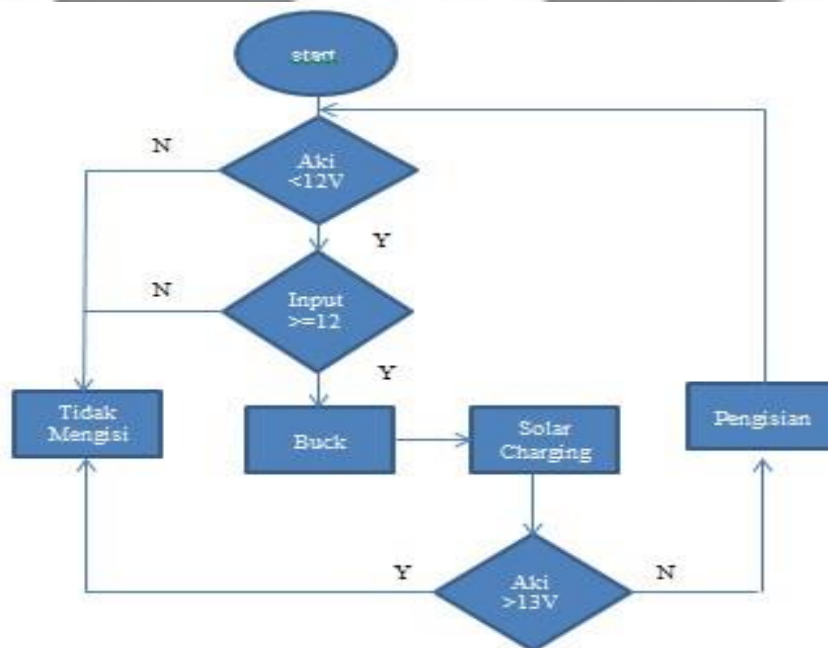 start
N
Aki
<12V
Y
N
Input
>=12
Y
Tidak
Mengisi
Buck
Solar
Charging
Pengisian
Y
Aki
>13V
N